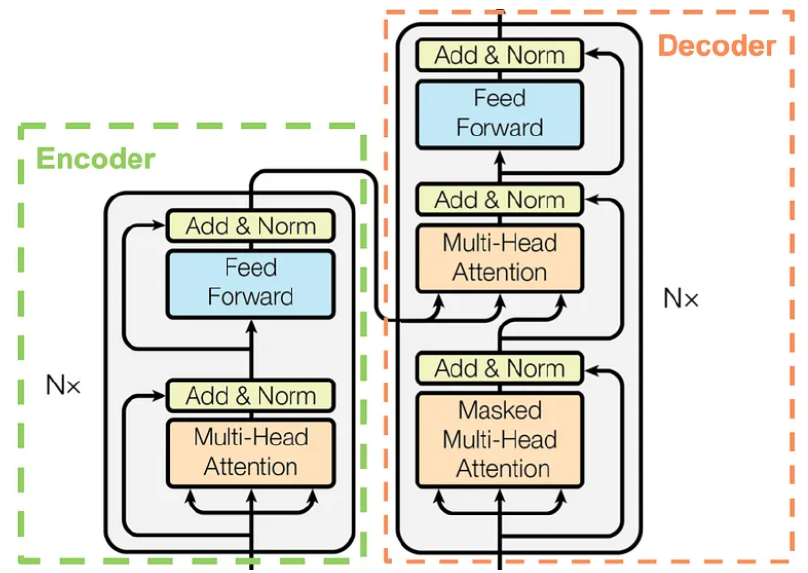 Encoder
Add & Norm
Feed
Forward
Nx
Add & Norm
Multi-Head
Attention
Decoder
Add & Norm
Feed
Forward
Add & Norm
Multi-Head
Attention
Nx
Add & Norm
Masked
Multi-Head
Attention